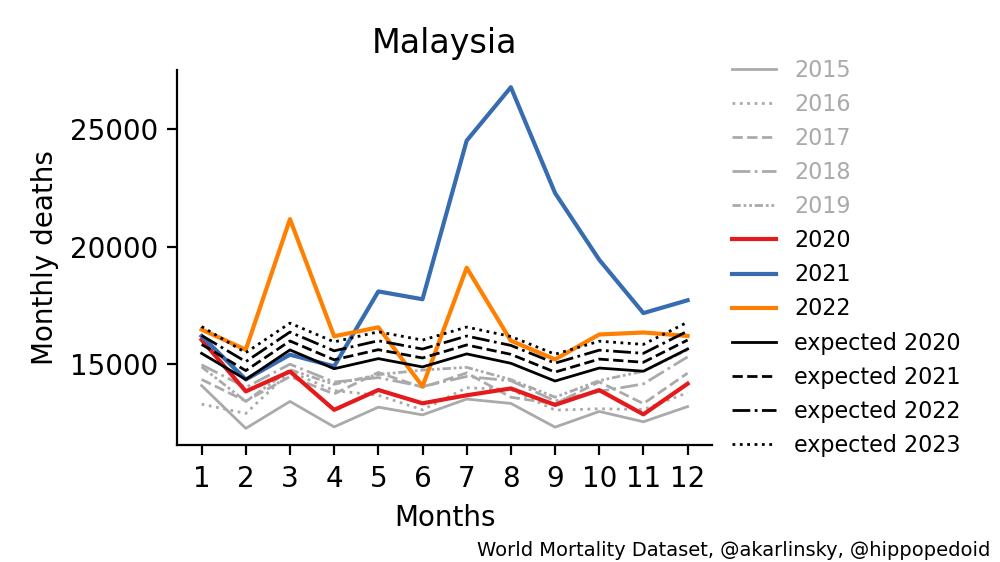 Malaysia
Monthly deaths
25000
20000
15000
1 2 3 4 5 6 7 8 9 10 11 12
Months
2015
2016
2017
2018
2019
2020
2021
2022
expected 2020
expected 2021
expected 2022
expected 2023
World Mortality Dataset, @akarlinsky, @hippopedoid